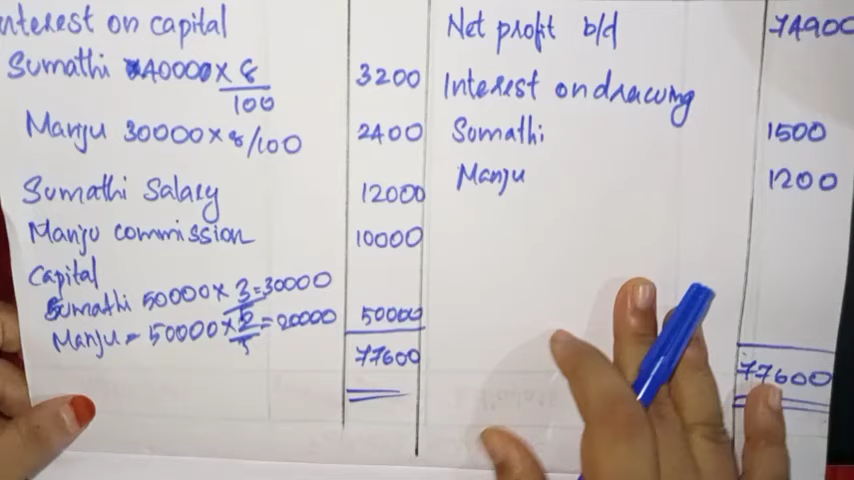 nterest on capital
Sumathi 40000 × 8/100 3200
Manju 30000 × 8/100 2400
Sumathi Salary 12000
Manju commission 10000
Capital
Sumathi 50000 × 3/5 = 30000
Manju - 50000 × 2/5 = 20000 50000
77600
Net profit b/d 74900
Interest on drawing
Sumathi 1500
Manju 1200
77600